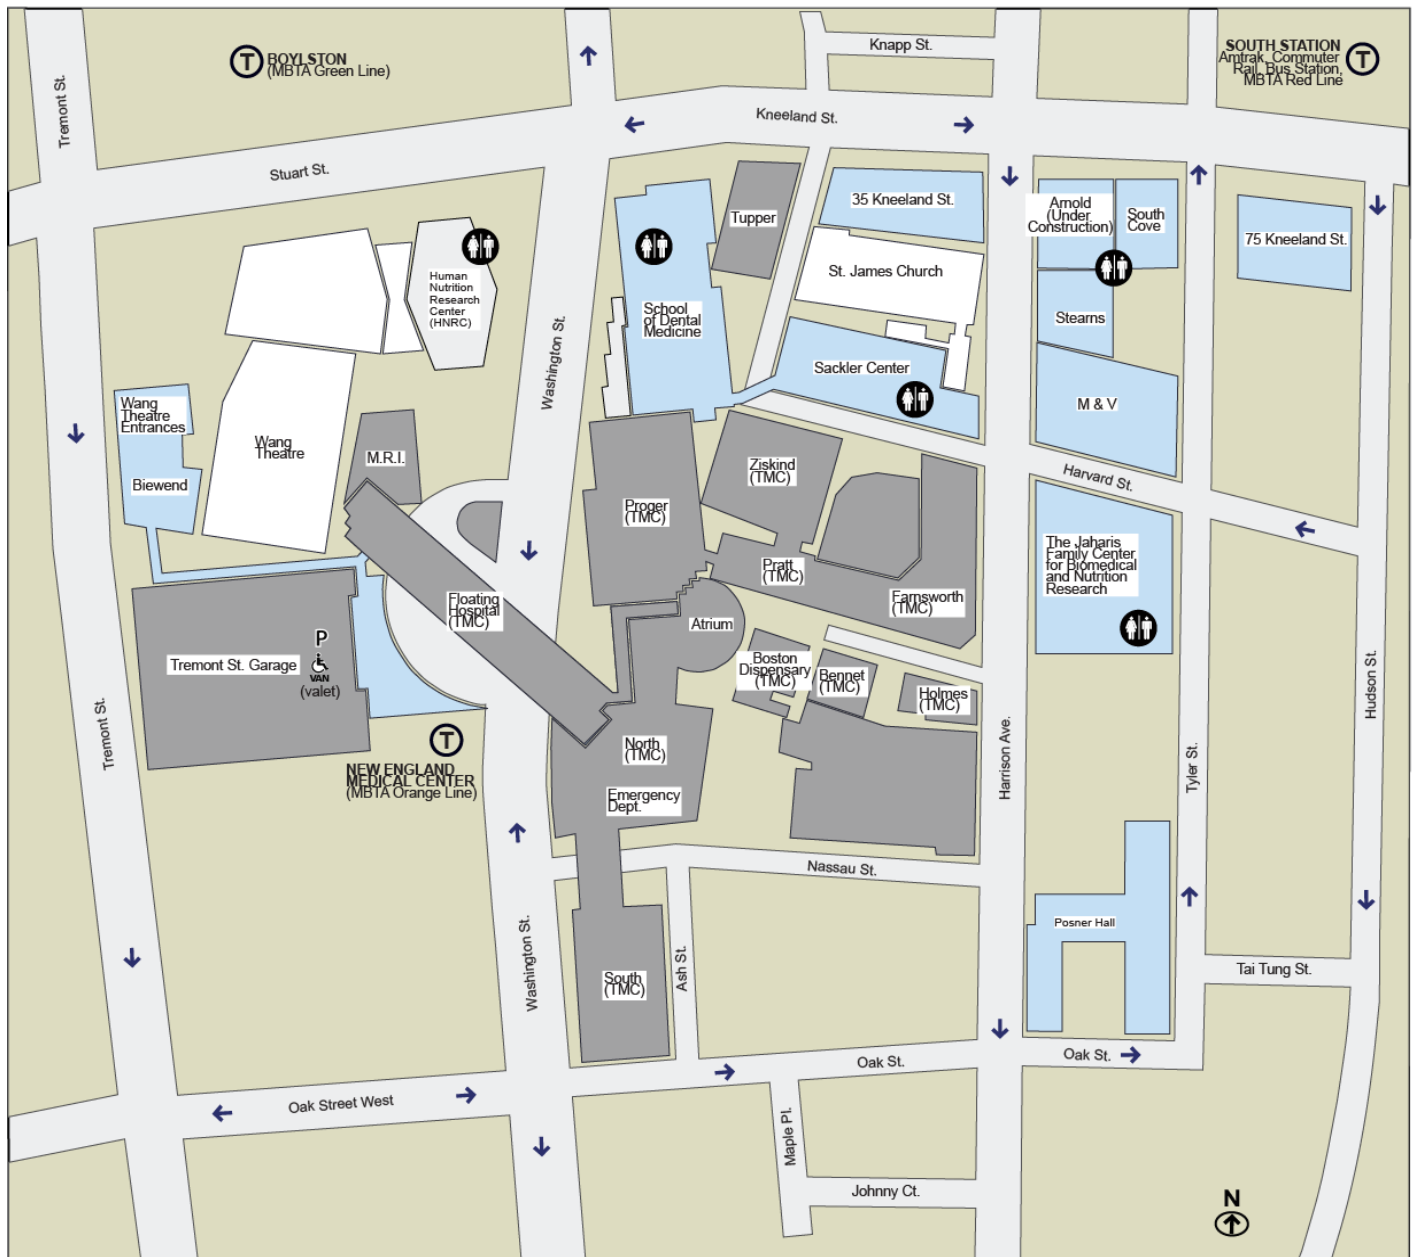 Tremont St.
T
BOYLSTON
(MBTA Green Line)
Knapp St.
SOUTH STATION
Amtrak, Commuter
Rail, Bus Station,
MBTA Red Line
T
Kneeland St.
Stuart St.
Tupper
35 Kneeland St.
Arnold
(Under
Construction)
South
Cove
75 Kneeland St.
St. James Church
Human
Nutrition
Research
Center
(HNRC)
School
of Dental
Medicine
Stearns
Washington St.
Sackler Center
M & V
Wang
Theatre
Entrances
Wang
Theatre
M.R.I.
Biewend
Ziskind
(TMC)
Harvard St.
Proger
(TMC)
Pratt
(TMC)
The Jaharis
Family Center
for Biomedical
and Nutrition
Research
Floating
Hospital
(TMC)
Farnsworth
(TMC)
Atrium
P
VAN
(valet)
Tremont St. Garage
Boston
Dispensary
(TMC)
Bennet
(TMC)
Holmes
(TMC)
Hudson St.
Tremont St.
T
NEW ENGLAND
MEDICAL CENTER
(MBTA Orange Line)
North
(TMC)
Emergency
Dept.
Harrison Ave.
Tyler St.
Nassau St.
Posner Hall
Washington St.
South
(TMC)
Ash St.
Tai Tung St.
Oak St.
Oak St.
Oak Street West
Maple Pl.
Johnny Ct.
N